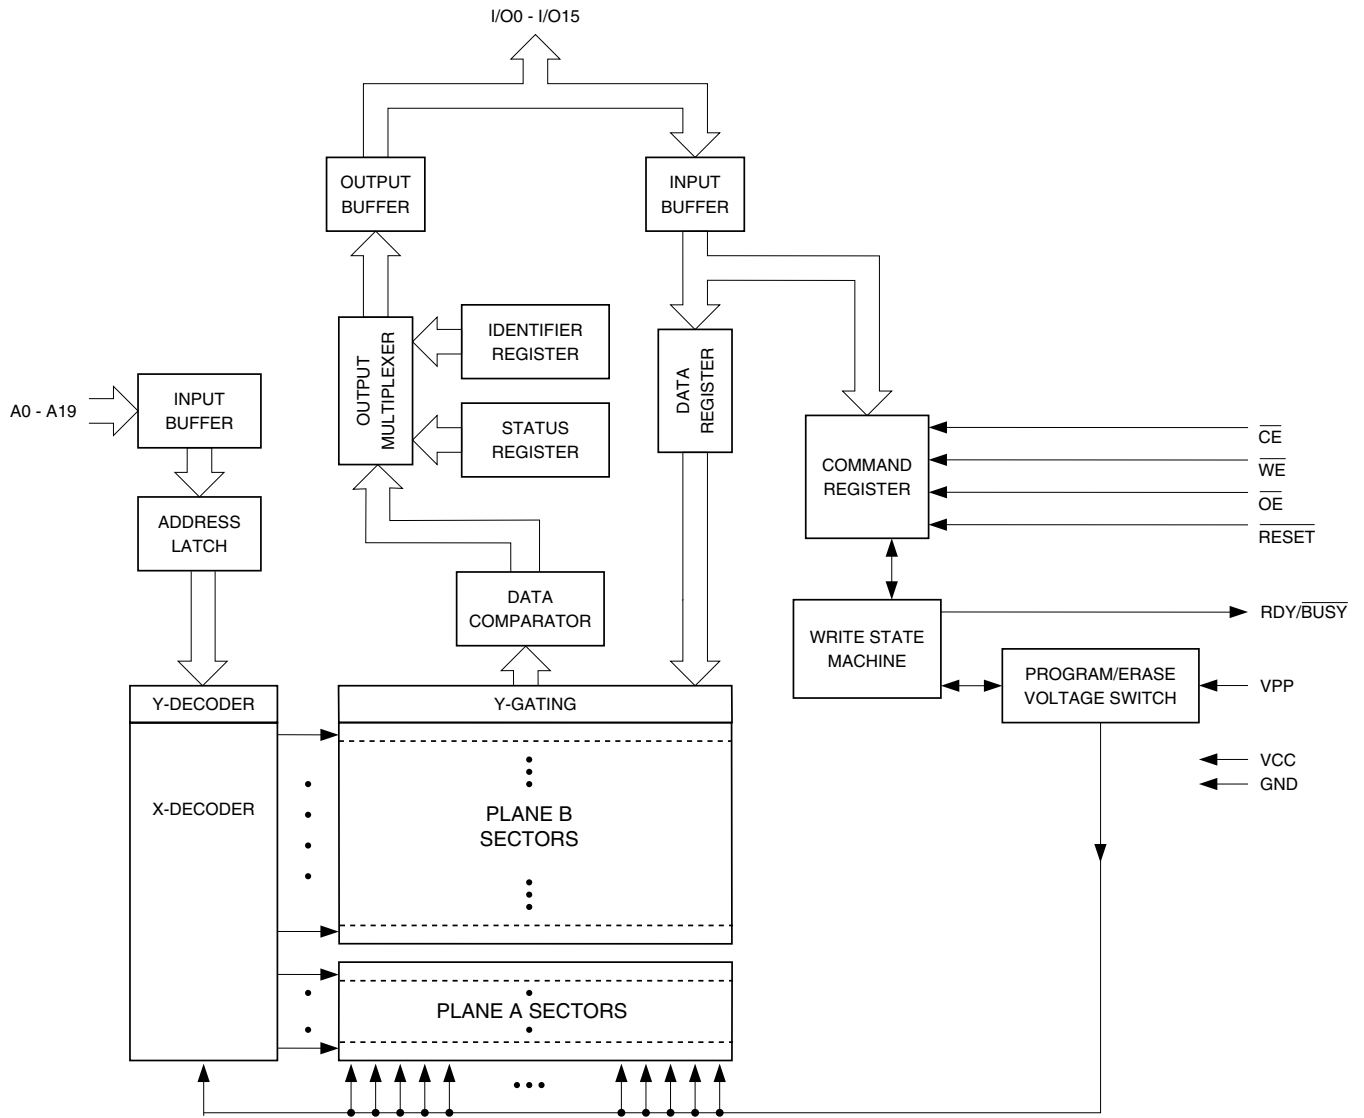 I/O0 - I/O15
OUTPUT
BUFFER
INPUT
BUFFER
IDENTIFIER
REGISTER
OUTPUT
MULTIPLEXER
DATA
REGISTER
A0 - A19
INPUT
BUFFER
STATUS
REGISTER
COMMAND
REGISTER
CE
WE
OE
RESET
ADDRESS
LATCH
DATA
COMPARATOR
WRITE STATE
MACHINE
RDY/BUSY
PROGRAM/ERASE
VOLTAGE SWITCH
VPP
Y-DECODER
Y-GATING
VCC
GND
X-DECODER
PLANE B
SECTORS
PLANE A SECTORS